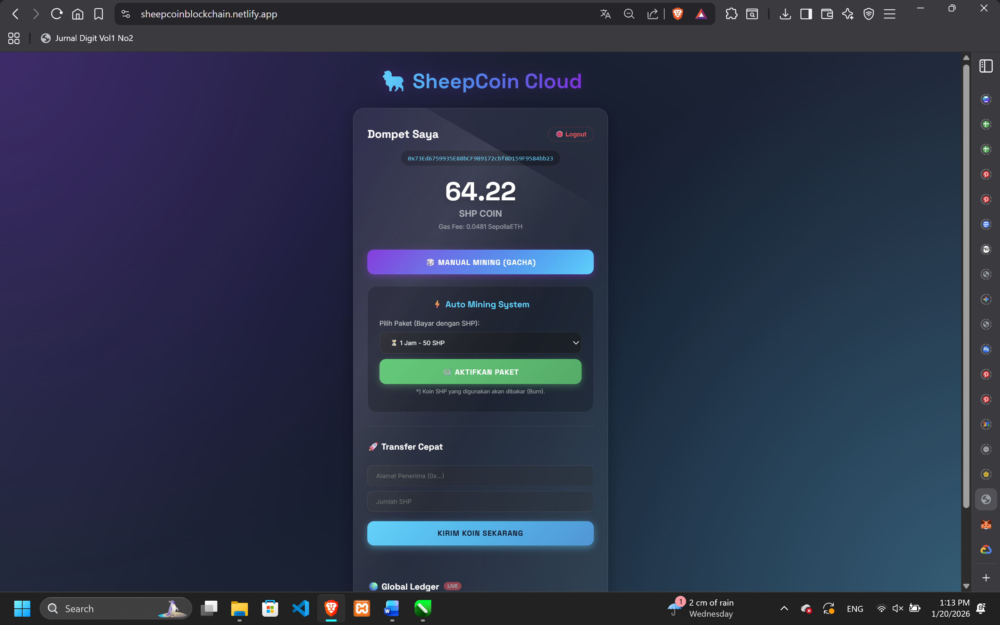 sheepcoinblockchain.netlify.app
Jurnal Digit Vol1 No2
SheepCoin Cloud
Dompet Saya
Logout
0x73Ed6759935E88bCF9B9172cbf8D159F9584bb23
64.22
SHP COIN
Gas Fee: 0.0481 SepoliaETH
MANUAL MINING (GACHA)
Auto Mining System
Pilih Paket (Bayar dengan SHP):
1 Jam - 50 SHP
AKTIFKAN PAKET
*) Koin SHP yang digunakan akan dibakar (Burn).
Transfer Cepat
Alamat Penerima (0x...)
Jumlah SHP
KIRIM KOIN SEKARANG
Global Ledger LIVE
Search
1
2 cm of rain
Wednesday
ENG
1:13 PM
1/20/2026